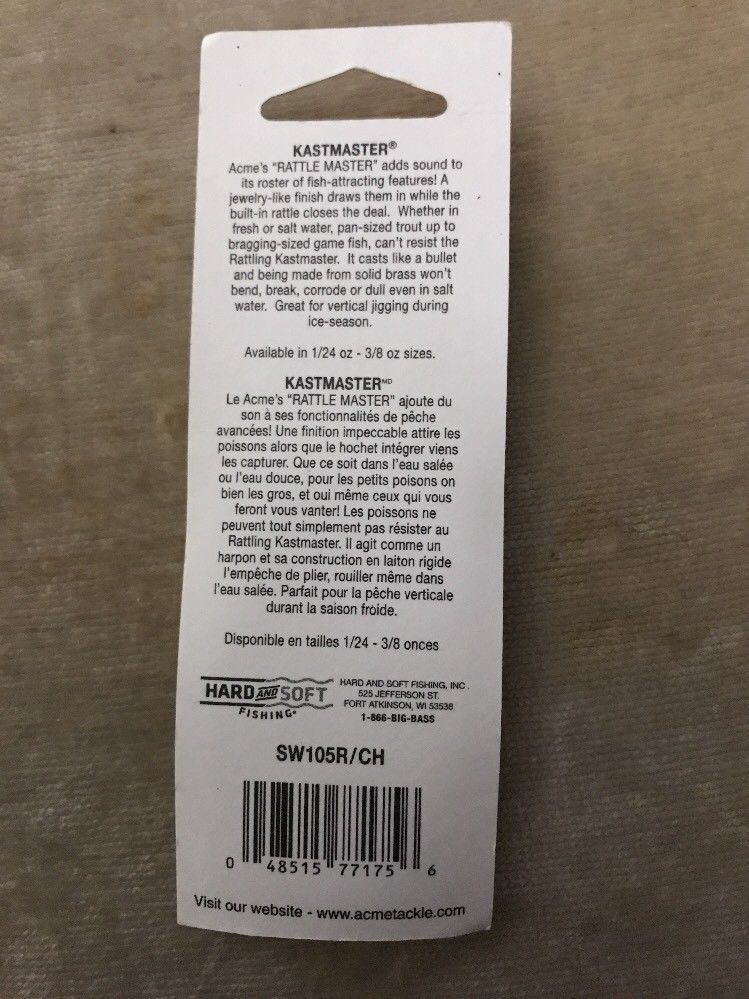 KASTMASTER®
Acme's "RATTLE MASTER" adds sound to
its roster of fish-attracting features! A
jewelry-like finish draws them in while the
built-in rattle closes the deal. Whether in
fresh or salt water, pan-sized trout up to
bragging-sized game fish, can't resist the
Rattling Kastmaster. It casts like a bullet
and being made from solid brass won't
bend, break, corrode or dull even in salt
water. Great for vertical jigging during
ice-season.
Available in 1/24 oz - 3/8 oz sizes.
KASTMASTER MD
Le Acme's "RATTLE MASTER" ajoute du
son à ses fonctionnalités de pêche
avancées! Une finition impeccable attire les
poissons alors que le hochet intégrer viens
les capturer. Que ce soit dans l'eau salée
ou l'eau douce, pour les petits poisons on
bien les gros, et oui même ceux qui vous
feront vous vanter! Les poissons ne
peuvent tout simplement pas résister au
Rattling Kastmaster. Il agit comme un
harpon et sa construction en laiton rigide
l'empêche de plier, rouiller même dans
l'eau salée. Parfait pour la pêche verticale
durant la saison froide.
Disponible en tailles 1/24 - 3/8 onces
HARD AND SOFT
FISHING
HARD AND SOFT FISHING, INC.
525 JEFFERSON ST.
FORT ATKINSON, WI 53538
1-866-BIG-BASS
SW105R/CH
0 48515 77175 6
Visit our website - www.acmetackle.com